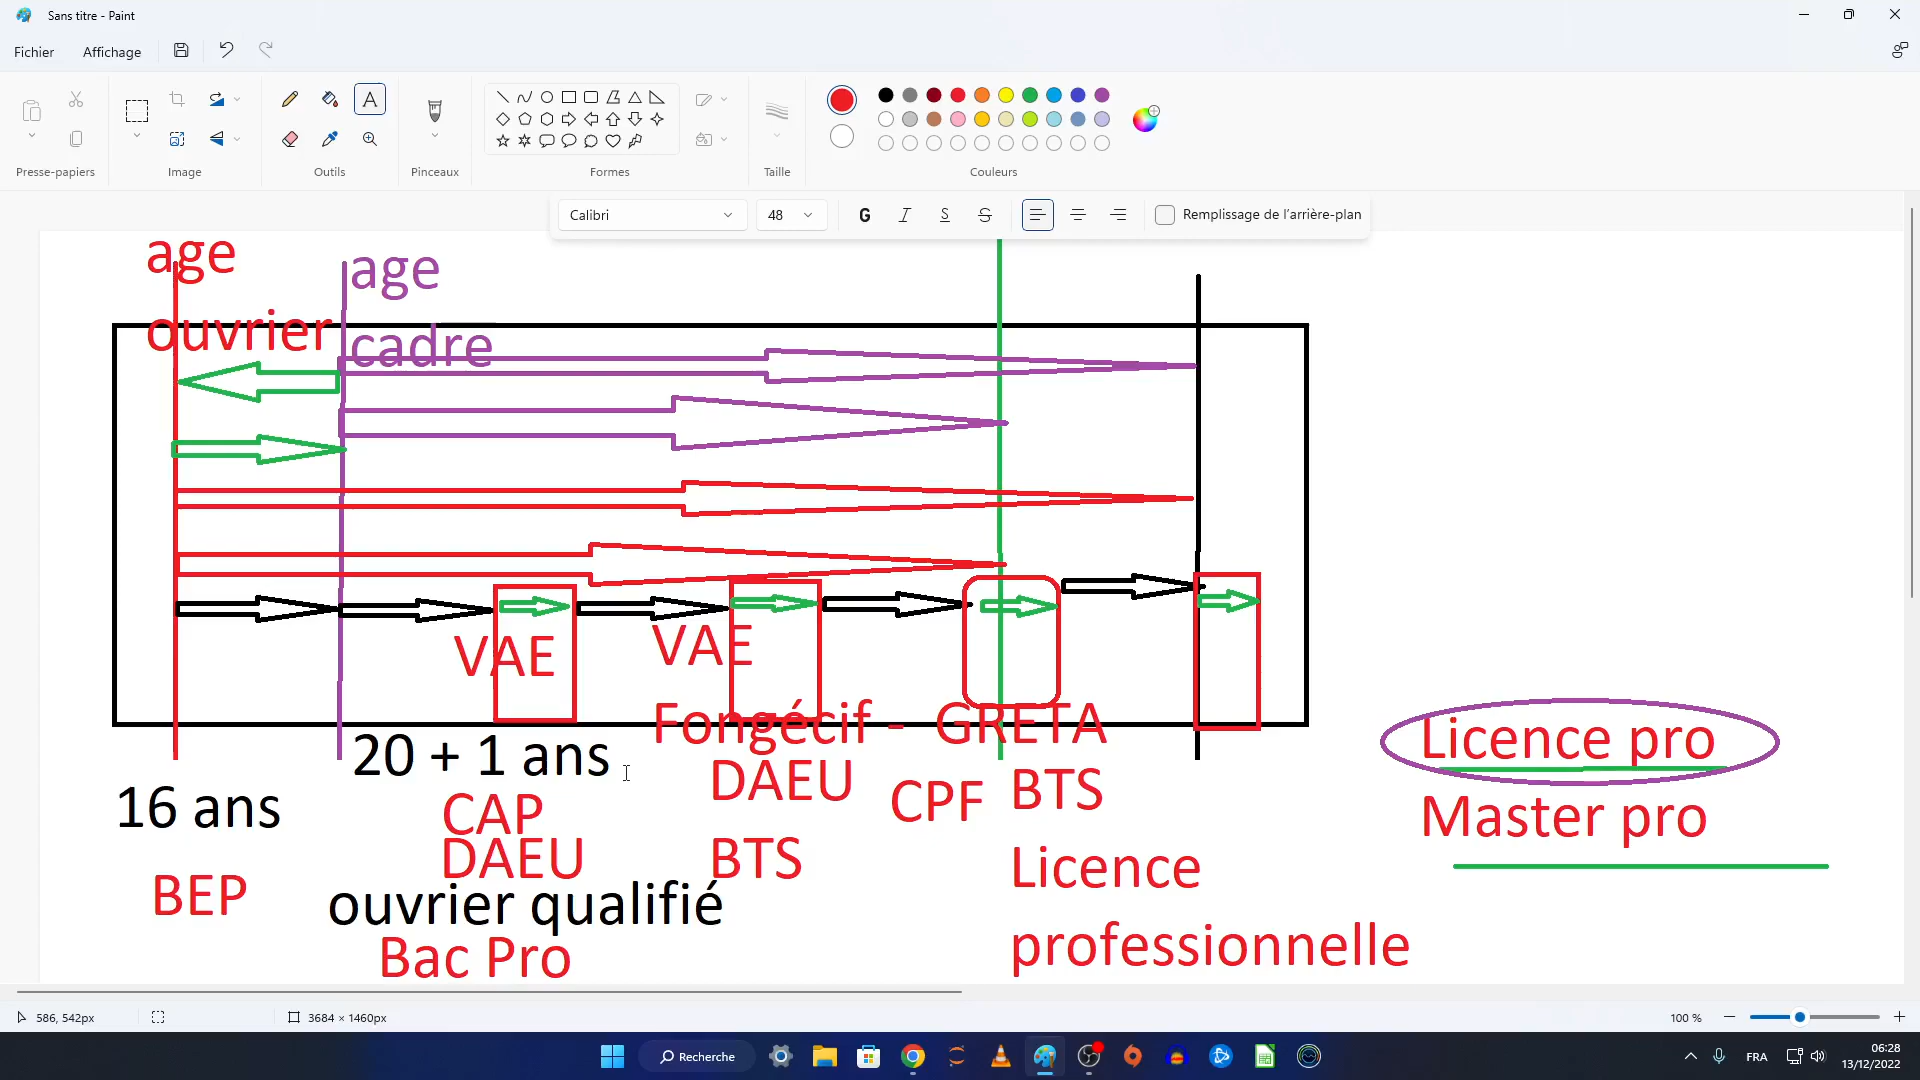 Sans titre - Paint
Fichier
Affichage
Presse-papiers
Image
Outils
Pinceaux
Formes
Taille
Couleurs
Calibri
48
G
I
S
S
Remplissage de l'arrière-plan
age
ouvrier
age
cadre
VAE
VAE
Fongécif - GRETA
20 + 1 ans
DAEU
CPF
BTS
16 ans
CAP
DAEU
BTS
BEP
ouvrier qualifié
Bac Pro
Licence
professionnelle
Licence pro
Master pro
586, 542px
3684 × 1460px
100 %
Recherche
FRA
06:28
13/12/2022